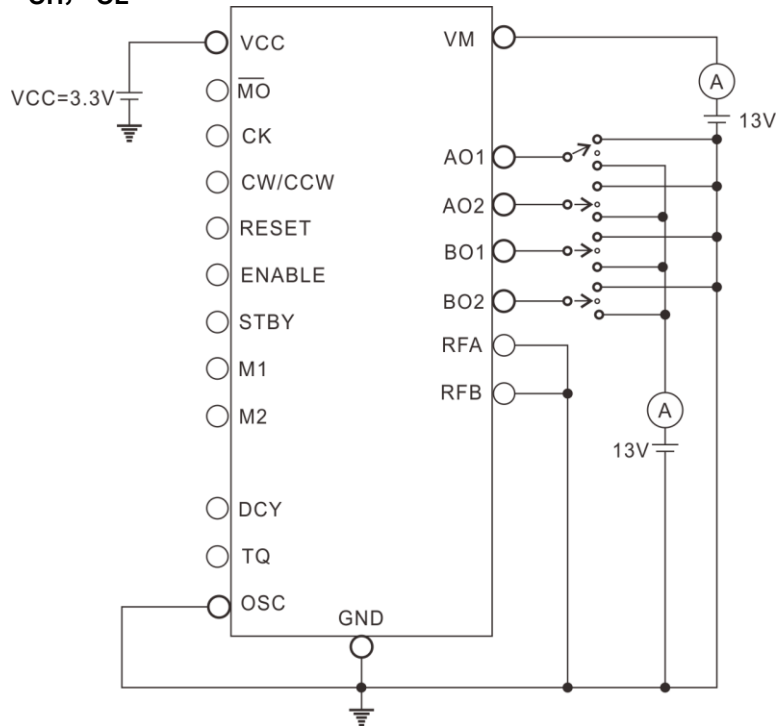 VCC
VM
VCC=3.3V
MO
CK
CW/CCW
RESET
ENABLE
STBY
M1
M2
DCY
TQ
OSC
GND
AO1
AO2
BO1
BO2
RFA
RFB
A
13V
A
13V